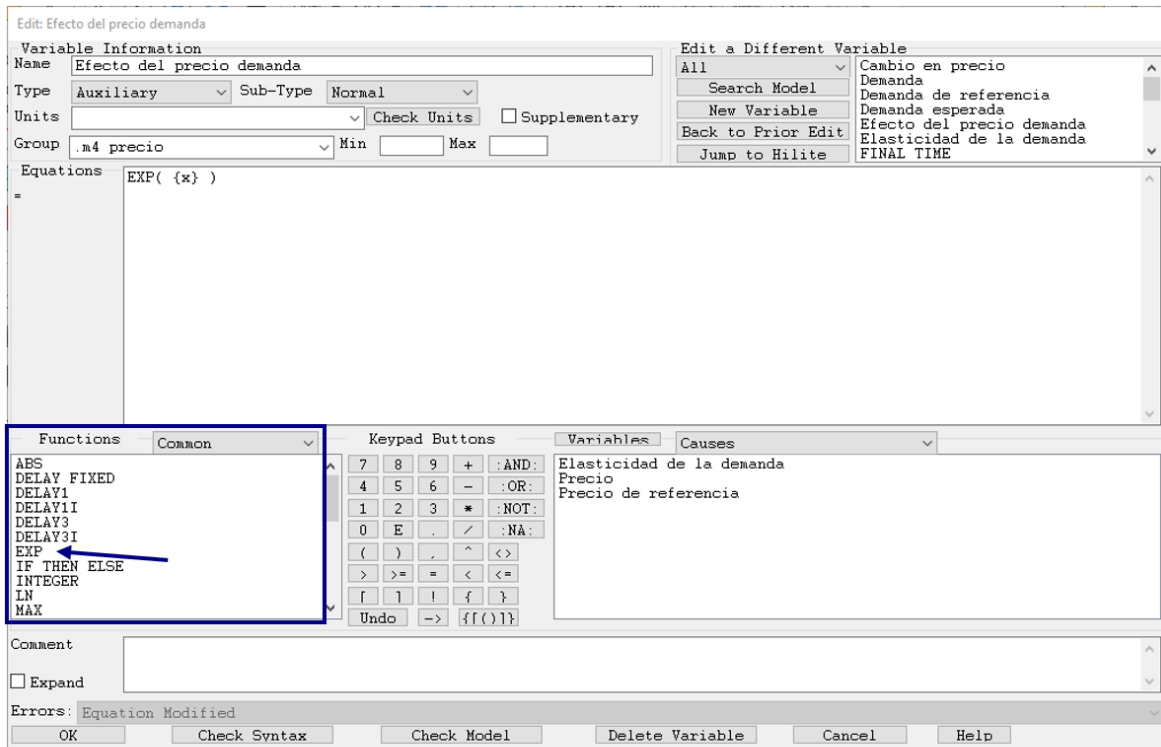 Edit: Efecto del precio demanda
Variable Information
Name Efecto del precio demanda
Type Auxiliary Sub-Type Normal
Units Check Units Supplementary
Group .m4 precio Min Max
Edit a Different Variable
All
Search Model
New Variable
Back to Prior Edit
Jump to Hilite
Cambio en precio
Demanda
Demanda de referencia
Demanda esperada
Efecto del precio demanda
Elasticidad de la demanda
FINAL TIME
Equations
=
EXP( {x} )
Functions Common
ABS
DELAY FIXED
DELAY1
DELAY1I
DELAY3
DELAY3I
EXP
IF THEN ELSE
INTEGER
LN
MAX
Keypad Buttons
7 8 9 + :AND:
4 5 6 - :OR:
1 2 3 * :NOT:
0 E . / :NA:
( ) , ^ <>
> >= = < <=
[ ] ! { }
Undo -> {[()]}
Variables Causes
Elasticidad de la demanda
Precio
Precio de referencia
Comment
Expand
Errors: Equation Modified
OK Check Syntax Check Model Delete Variable Cancel Help